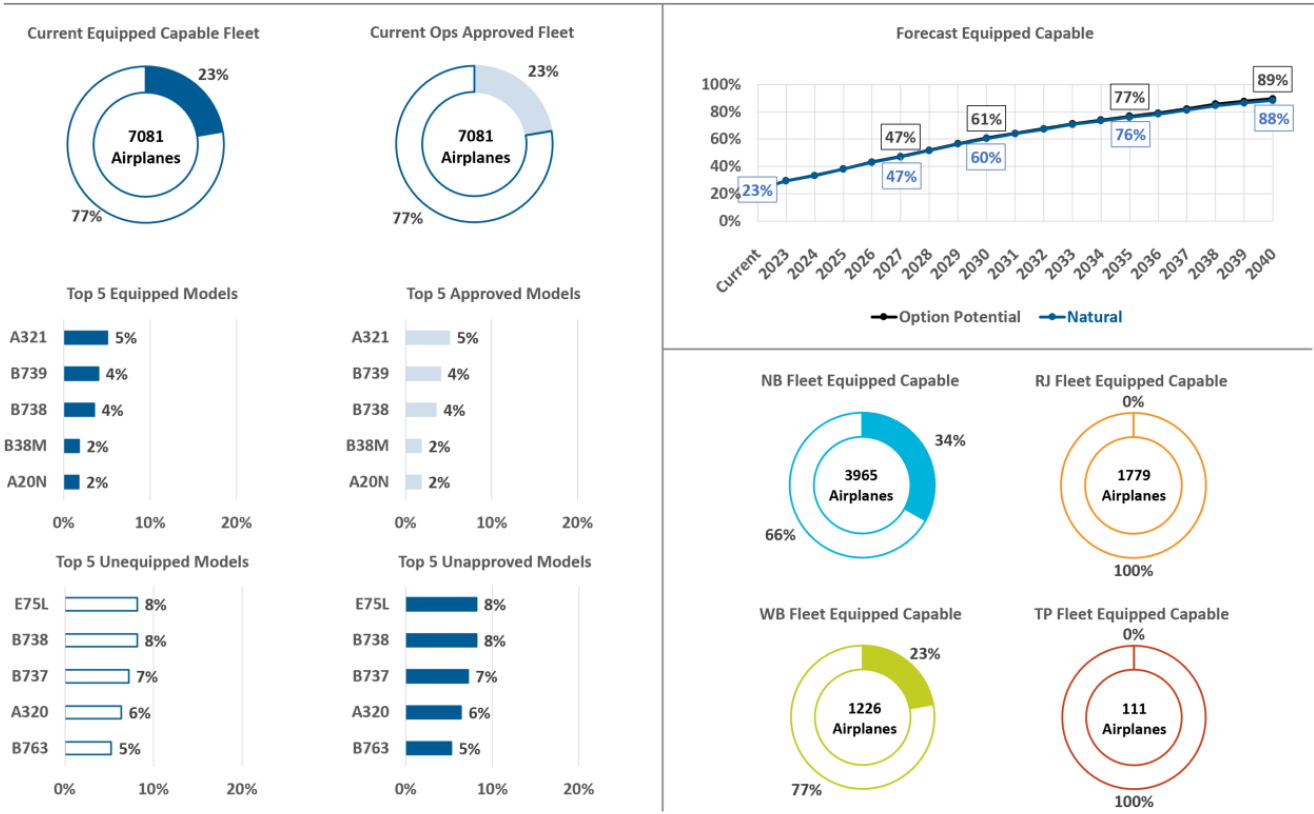 Current Equipped Capable Fleet
23%
7081
Airplanes
77%
Current Ops Approved Fleet
23%
7081
Airplanes
77%
Top 5 Equipped Models
A321
5%
B739
4%
B738
4%
B38M
2%
A20N
2%
0%
10%
20%
Top 5 Approved Models
A321
5%
B739
4%
B738
4%
B38M
2%
A20N
2%
0%
10%
20%
Top 5 Unequipped Models
E75L
8%
B738
8%
B737
7%
A320
6%
B763
5%
0%
10%
20%
Top 5 Unapproved Models
E75L
8%
B738
8%
B737
7%
A320
6%
B763
5%
0%
10%
20%
Forecast Equipped Capable
100%
80%
60%
40%
20%
0%
23%
47%
47%
61%
60%
77%
76%
89%
88%
Current
2023
2024
2025
2026
2027
2028
2029
2030
2031
2032
2033
2034
2035
2036
2037
2038
2039
2040
Option Potential
Natural
NB Fleet Equipped Capable
34%
3965
Airplanes
66%
RJ Fleet Equipped Capable
0%
1779
Airplanes
100%
WB Fleet Equipped Capable
23%
1226
Airplanes
77%
TP Fleet Equipped Capable
0%
111
Airplanes
100%